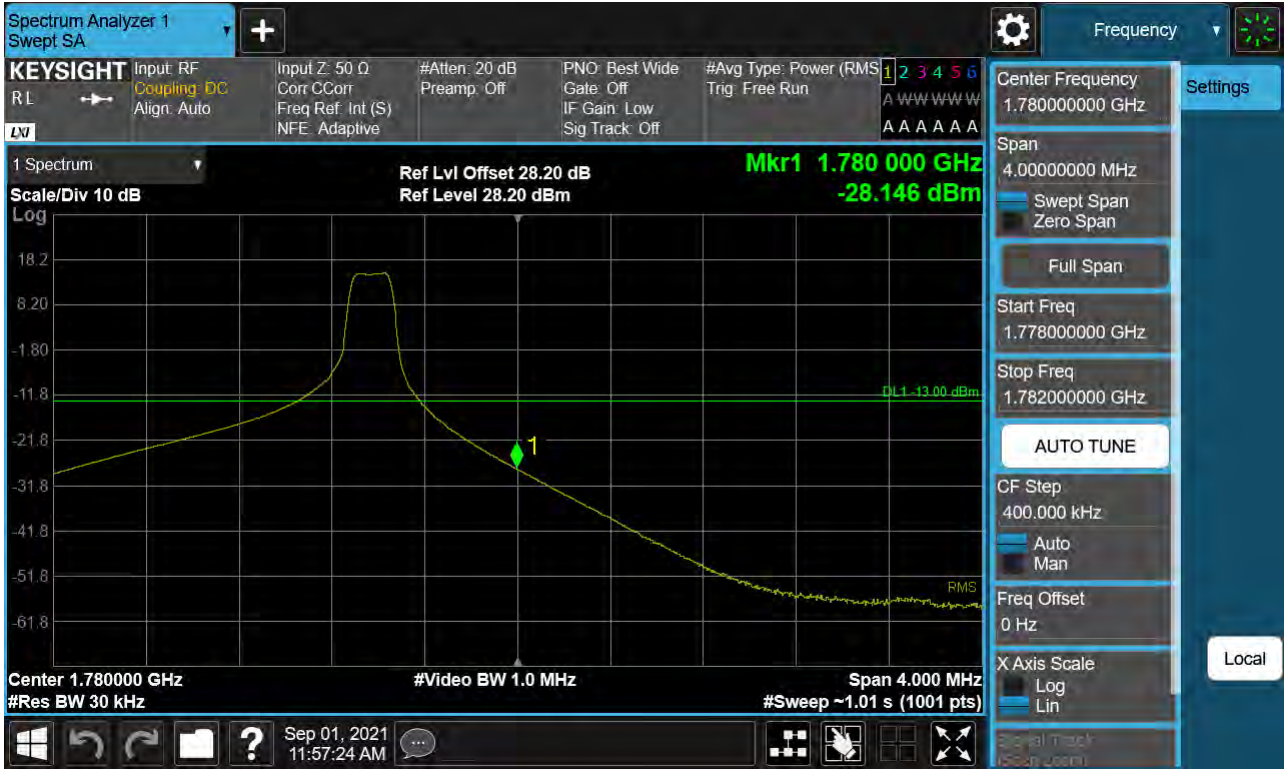 Spectrum Analyzer 1
Swept SA
+
Frequency
KEYSIGHT
RL
LXI
Input: RF
Coupling: DC
Align: Auto
Input Z: 50 Ω
Corr CCorr
Freq Ref: Int (S)
NFE: Adaptive
#Atten: 20 dB
Preamp: Off
PNO: Best Wide
Gate: Off
IF Gain: Low
Sig Track: Off
#Avg Type: Power (RMS
Trig: Free Run
1 2 3 4 5 6
A W W W W W
A A A A A A
1 Spectrum
Scale/Div 10 dB
Ref Lvl Offset 28.20 dB
Ref Level 28.20 dBm
Mkr1 1.780 000 GHz
-28.146 dBm
Log
18.2
8.20
-1.80
-11.8
-21.8
-31.8
-41.8
-51.8
-61.8
DL1 -13.00 dBm
1
RMS
Center 1.780000 GHz
#Res BW 30 kHz
#Video BW 1.0 MHz
Span 4.000 MHz
#Sweep ~1.01 s (1001 pts)
Center Frequency
1.780000000 GHz
Span
4.00000000 MHz
Swept Span
Zero Span
Full Span
Start Freq
1.778000000 GHz
Stop Freq
1.782000000 GHz
AUTO TUNE
CF Step
400.000 kHz
Auto
Man
Freq Offset
0 Hz
X Axis Scale
Log
Lin
Signal Track
(Span Zoom)
Settings
Local
?
Sep 01, 2021
11:57:24 AM